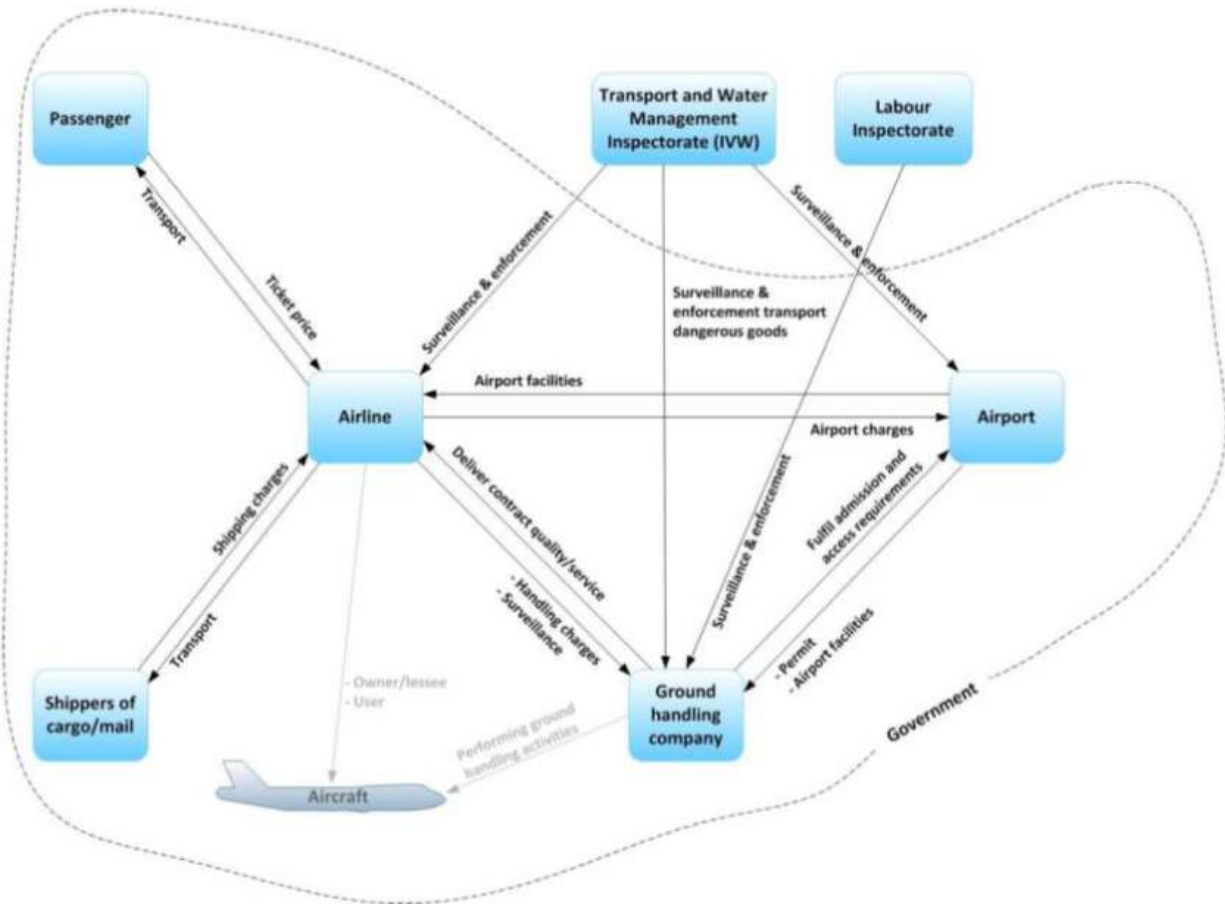 Passenger
Transport and Water
Management
Inspectorate (IVW)
Labour
Inspectorate
Transport
Ticket price
Surveillance & enforcement
Surveillance &
enforcement transport
dangerous goods
Surveillance & enforcement
Airport facilities
Airline
Airport
Airport charges
Shipping charges
Transport
Deliver contract quality/service
- Handling charges
- Surveillance
Surveillance & enforcement
Fulfil admission and
access requirements
- Permit
- Airport facilities
Shippers of
cargo/mail
- Owner/lessee
- User
Ground
handling
company
Performing ground
handling activities
Government
Aircraft